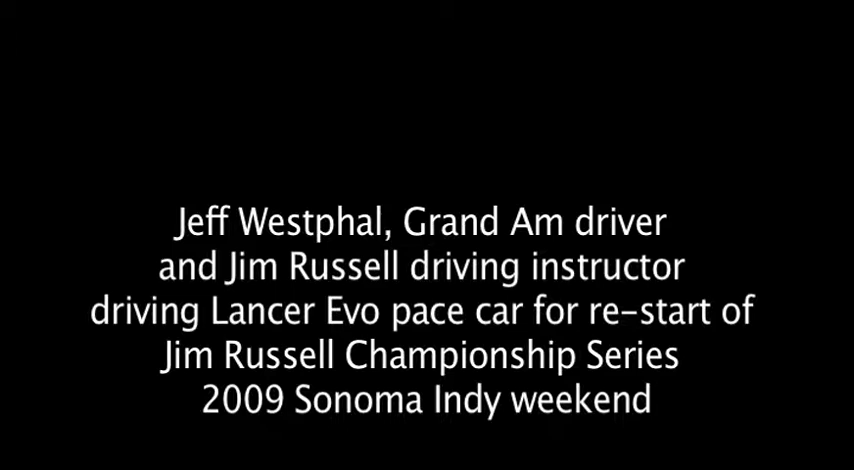 Jeff Westphal, Grand Am driver
and Jim Russell driving instructor
driving Lancer Evo pace car for re-start of
Jim Russell Championship Series
2009 Sonoma Indy weekend